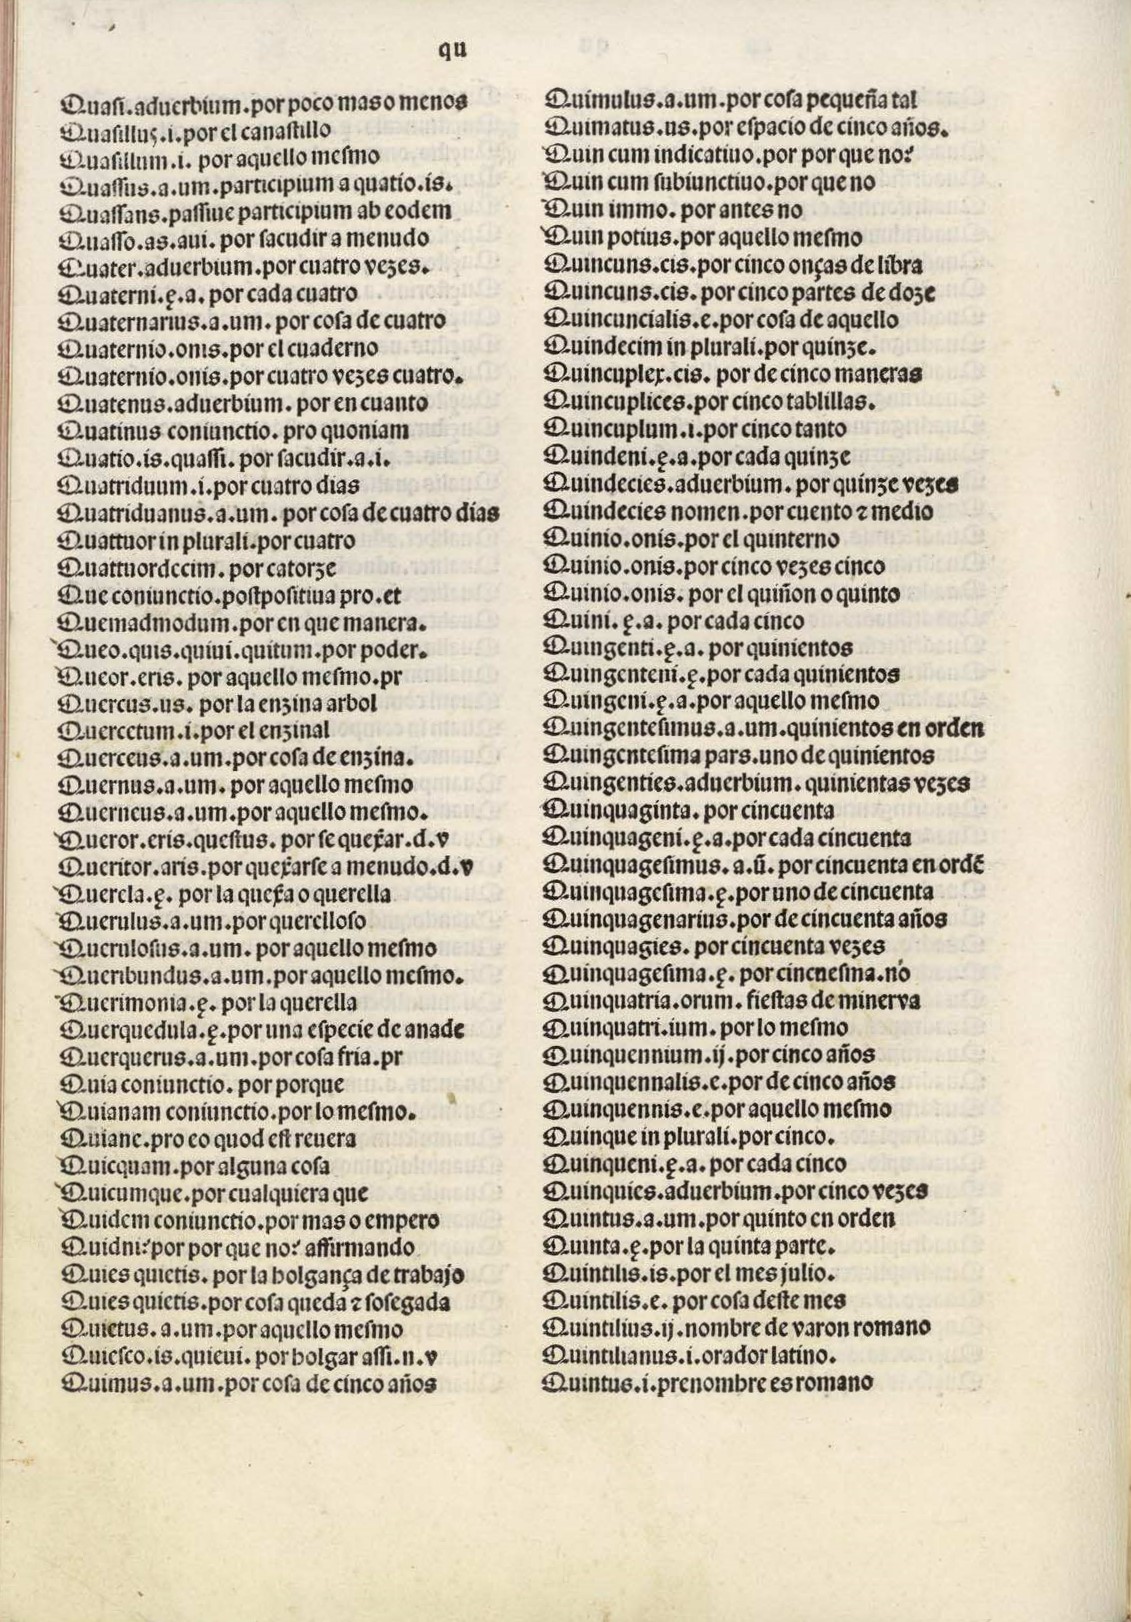 qu
Quasi.aduerbium.por poco mas o menos
Quasillus.i.por el canastillo
Quasillum.i. por aquello mesmo
Quassus.a.um.participium a quatio.is.
Quassans.passiue participium ab eodem
Quasso.as.aui. por sacudir a menudo
Quater.aduerbium.por cuatro vezes.
Quaterni.ę.a. por cada cuatro
Quaternarius.a.um. por cosa de cuatro
Quaternio.onis.por el cuaderno
Quaternio.onis.por cuatro vezes cuatro.
Quatenus.aduerbium. por en cuanto
Quatinus coniunctio. pro quoniam
Quatio.is.quassi. por sacudir.a.i.
Quatriduum.i.por cuatro dias
Quatriduanus.a.um. por cosa de cuatro dias
Quattuor in plurali.por cuatro
Quattuordecim. por catorze
Que coniunctio.postpositiua pro.et
Quemadmodum.por en que manera.
Queo.quis.quiui.quitum.por poder.
Queor.eris. por aquello mesmo.pr
Quercus.us. por la enzina arbol
Quercetum.i.por el enzinal
Querceus.a.um.por cosa de enzina.
Quernus.a.um. por aquello mesmo
Querneus.a.um.por aquello mesmo.
Queror.eris.questus. por se quex̃ar.d.v
Queritor.aris.por quex̃arse a menudo.d.v
Querela.ę. por la quex̃a o querella
Querulus.a.um.por querelloso
Querulosus.a.um. por aquello mesmo
Queribundus.a.um.por aquello mesmo.
Querimonia.ę. por la querella
Querquedula.ę.por una especie de anade
Querquerus.a.um.por cosa fria.pr
Quia coniunctio. por porque
Quianam coniunctio.por lo mesmo.
Quiane.pro eo quod est reuera
Quicquam.por alguna cosa
Quicumque.por cualquiera que
Quidem coniunctio.por mas o empero
Quidni?por por que no? affirmando
Quies quietis. por la holgança de trabajo
Quies quietis.por cosa queda ⁊ sosegada
Quietus.a.um.por aquello mesmo
Quiesco.is.quieui. por holgar assi.n.v
Quimus.a.um.por cosa de cinco años
Quimulus.a.um.por cosa pequeña tal
Quimatus.us.por espacio de cinco años.
Quin cum indicatiuo.por por que no?
Quin cum subiunctiuo.por que no
Quin immo. por antes no
Quin potius.por aquello mesmo
Quincuns.cis.por cinco onças de libra
Quincuns.cis. por cinco partes de doze
Quincuncialis.e.por cosa de aquello
Quindecim in plurali.por quinze.
Quincuplex.cis. por de cinco maneras
Quincuplices.por cinco tablillas.
Quincuplum.i.por cinco tanto
Quindeni.ę.a.por cada quinze
Quindecies.aduerbium. por quinze vezes
Quindecies nomen.por cuento ⁊ medio
Quinio.onis.por el quinterno
Quinio.onis.por cinco vezes cinco
Quinio.onis. por el quiñon o quinto
Quini.ę.a. por cada cinco
Quingenti.ę.a. por quinientos
Quingenteni.ę.por cada quinientos
Quingeni.ę.a.por aquello mesmo
Quingentesimus.a.um.quinientos en orden
Quingentesima pars.uno de quinientos
Quingenties.aduerbium. quinientas vezes
Quinquaginta. por cincuenta
Quinquageni.ę.a.por cada cincuenta
Quinquagesimus.a.ũ. por cincuenta en ordẽ
Quinquagesima.ę.por uno de cincuenta
Quinquagenarius.por de cincuenta años
Quinquagies. por cincuenta vezes
Quinquagesima.ę. por cincuesma.no
Quinquatria.orum. fiestas de minerva
Quinquatri.ium. por lo mesmo
Quinquennium.ij.por cinco años
Quinquennalis.e.por de cinco años
Quinquennis.e.por aquello mesmo
Quinque in plurali.por cinco.
Quinqueni.ę.a. por cada cinco
Quinquies.aduerbium.por cinco vezes
Quintus.a.um.por quinto en orden
Quinta.ę.por la quinta parte.
Quintilis.is.por el mes julio.
Quintilis.e. por cosa deste mes
Quintilius.ij.nombre de varon romano
Quintilianus.i.orador latino.
Quintus.i.prenombre es romano